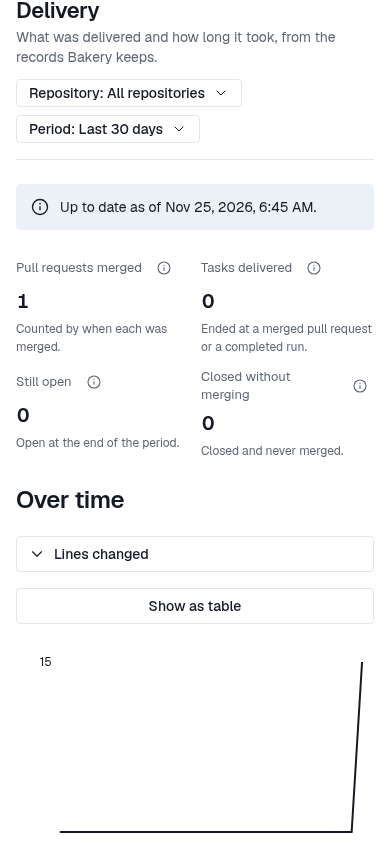 Delivery
What was delivered and how long it took, from the
records Bakery keeps.
Repository: All repositories
Period: Last 30 days
Up to date as of Nov 25, 2026, 6:45 AM.
Pull requests merged
1
Counted by when each was
merged.
Tasks delivered
0
Ended at a merged pull request
or a completed run.
Still open
0
Open at the end of the period.
Closed without
merging
0
Closed and never merged.
Over time
Lines changed
Show as table
15